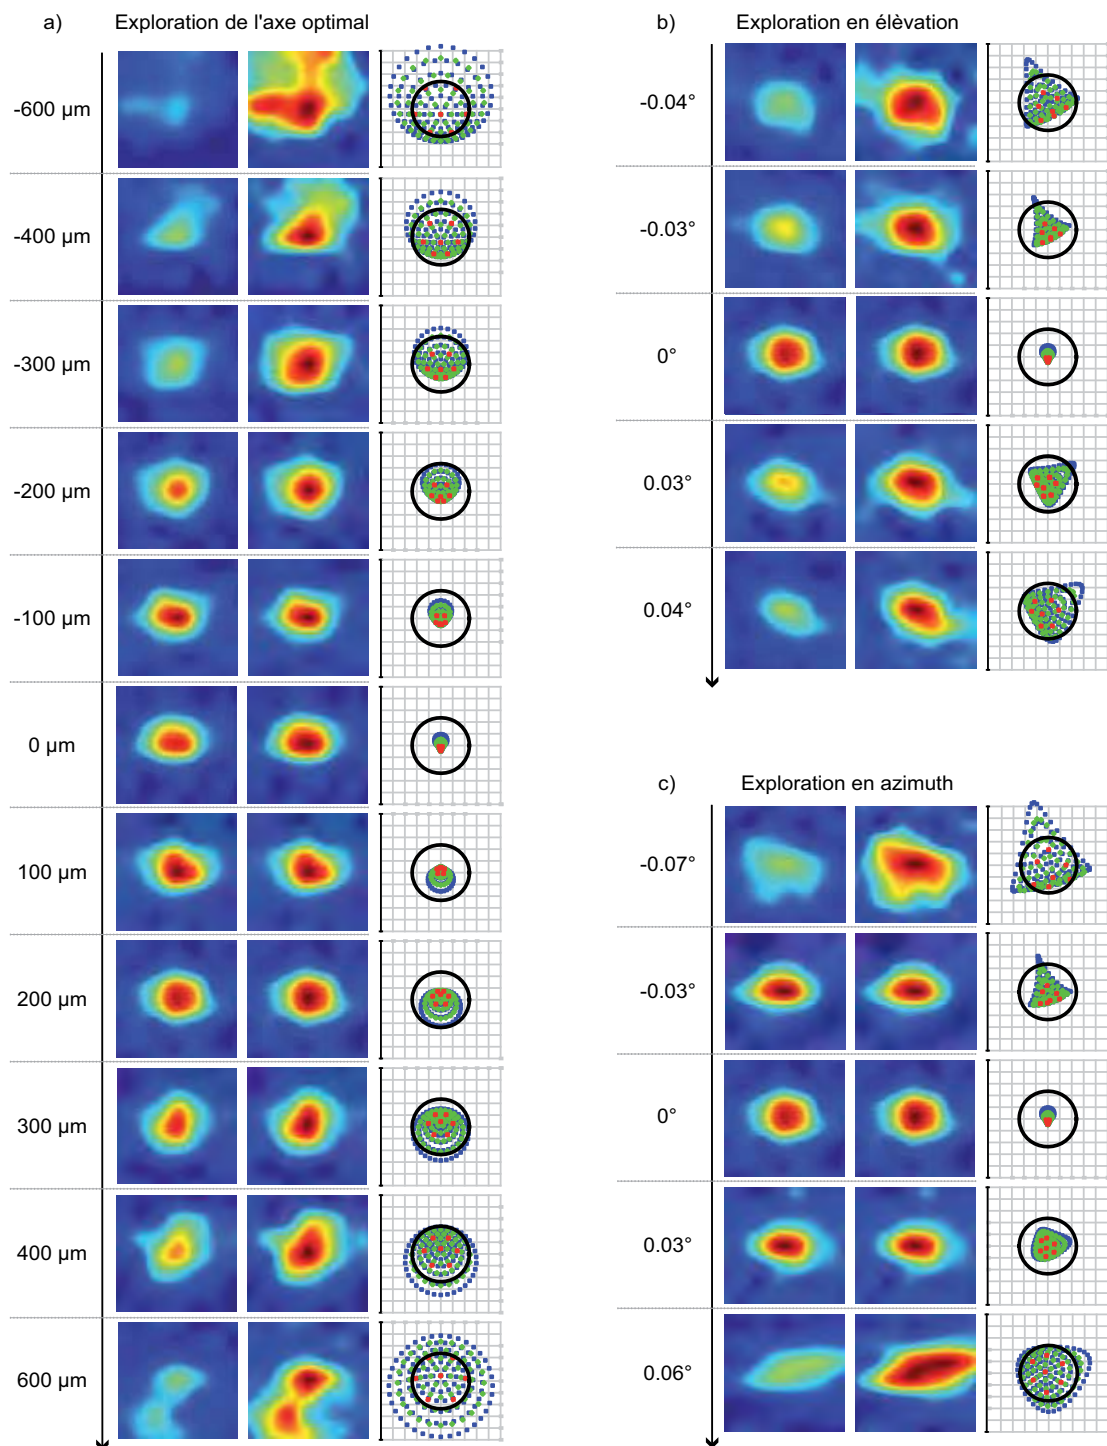 a) Exploration de l'axe optimal
-600 µm
-400 µm
-300 µm
-200 µm
-100 µm
0 µm
100 µm
200 µm
300 µm
400 µm
600 µm
b) Exploration en élèvation
-0.04°
-0.03°
0°
0.03°
0.04°
c) Exploration en azimuth
-0.07°
-0.03°
0°
0.03°
0.06°